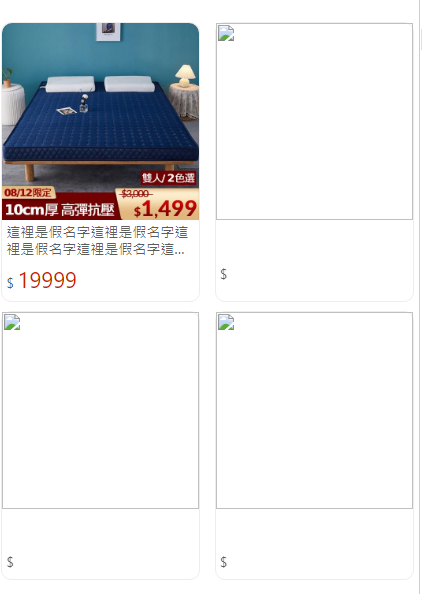 雙人/ 2色選
08/12限定
$3,000
10cm厚 高彈抗壓
$1,499
這裡是假名字這裡是假名字這
裡是假名字這裡是假名字這...
$ 19999
$
$
$